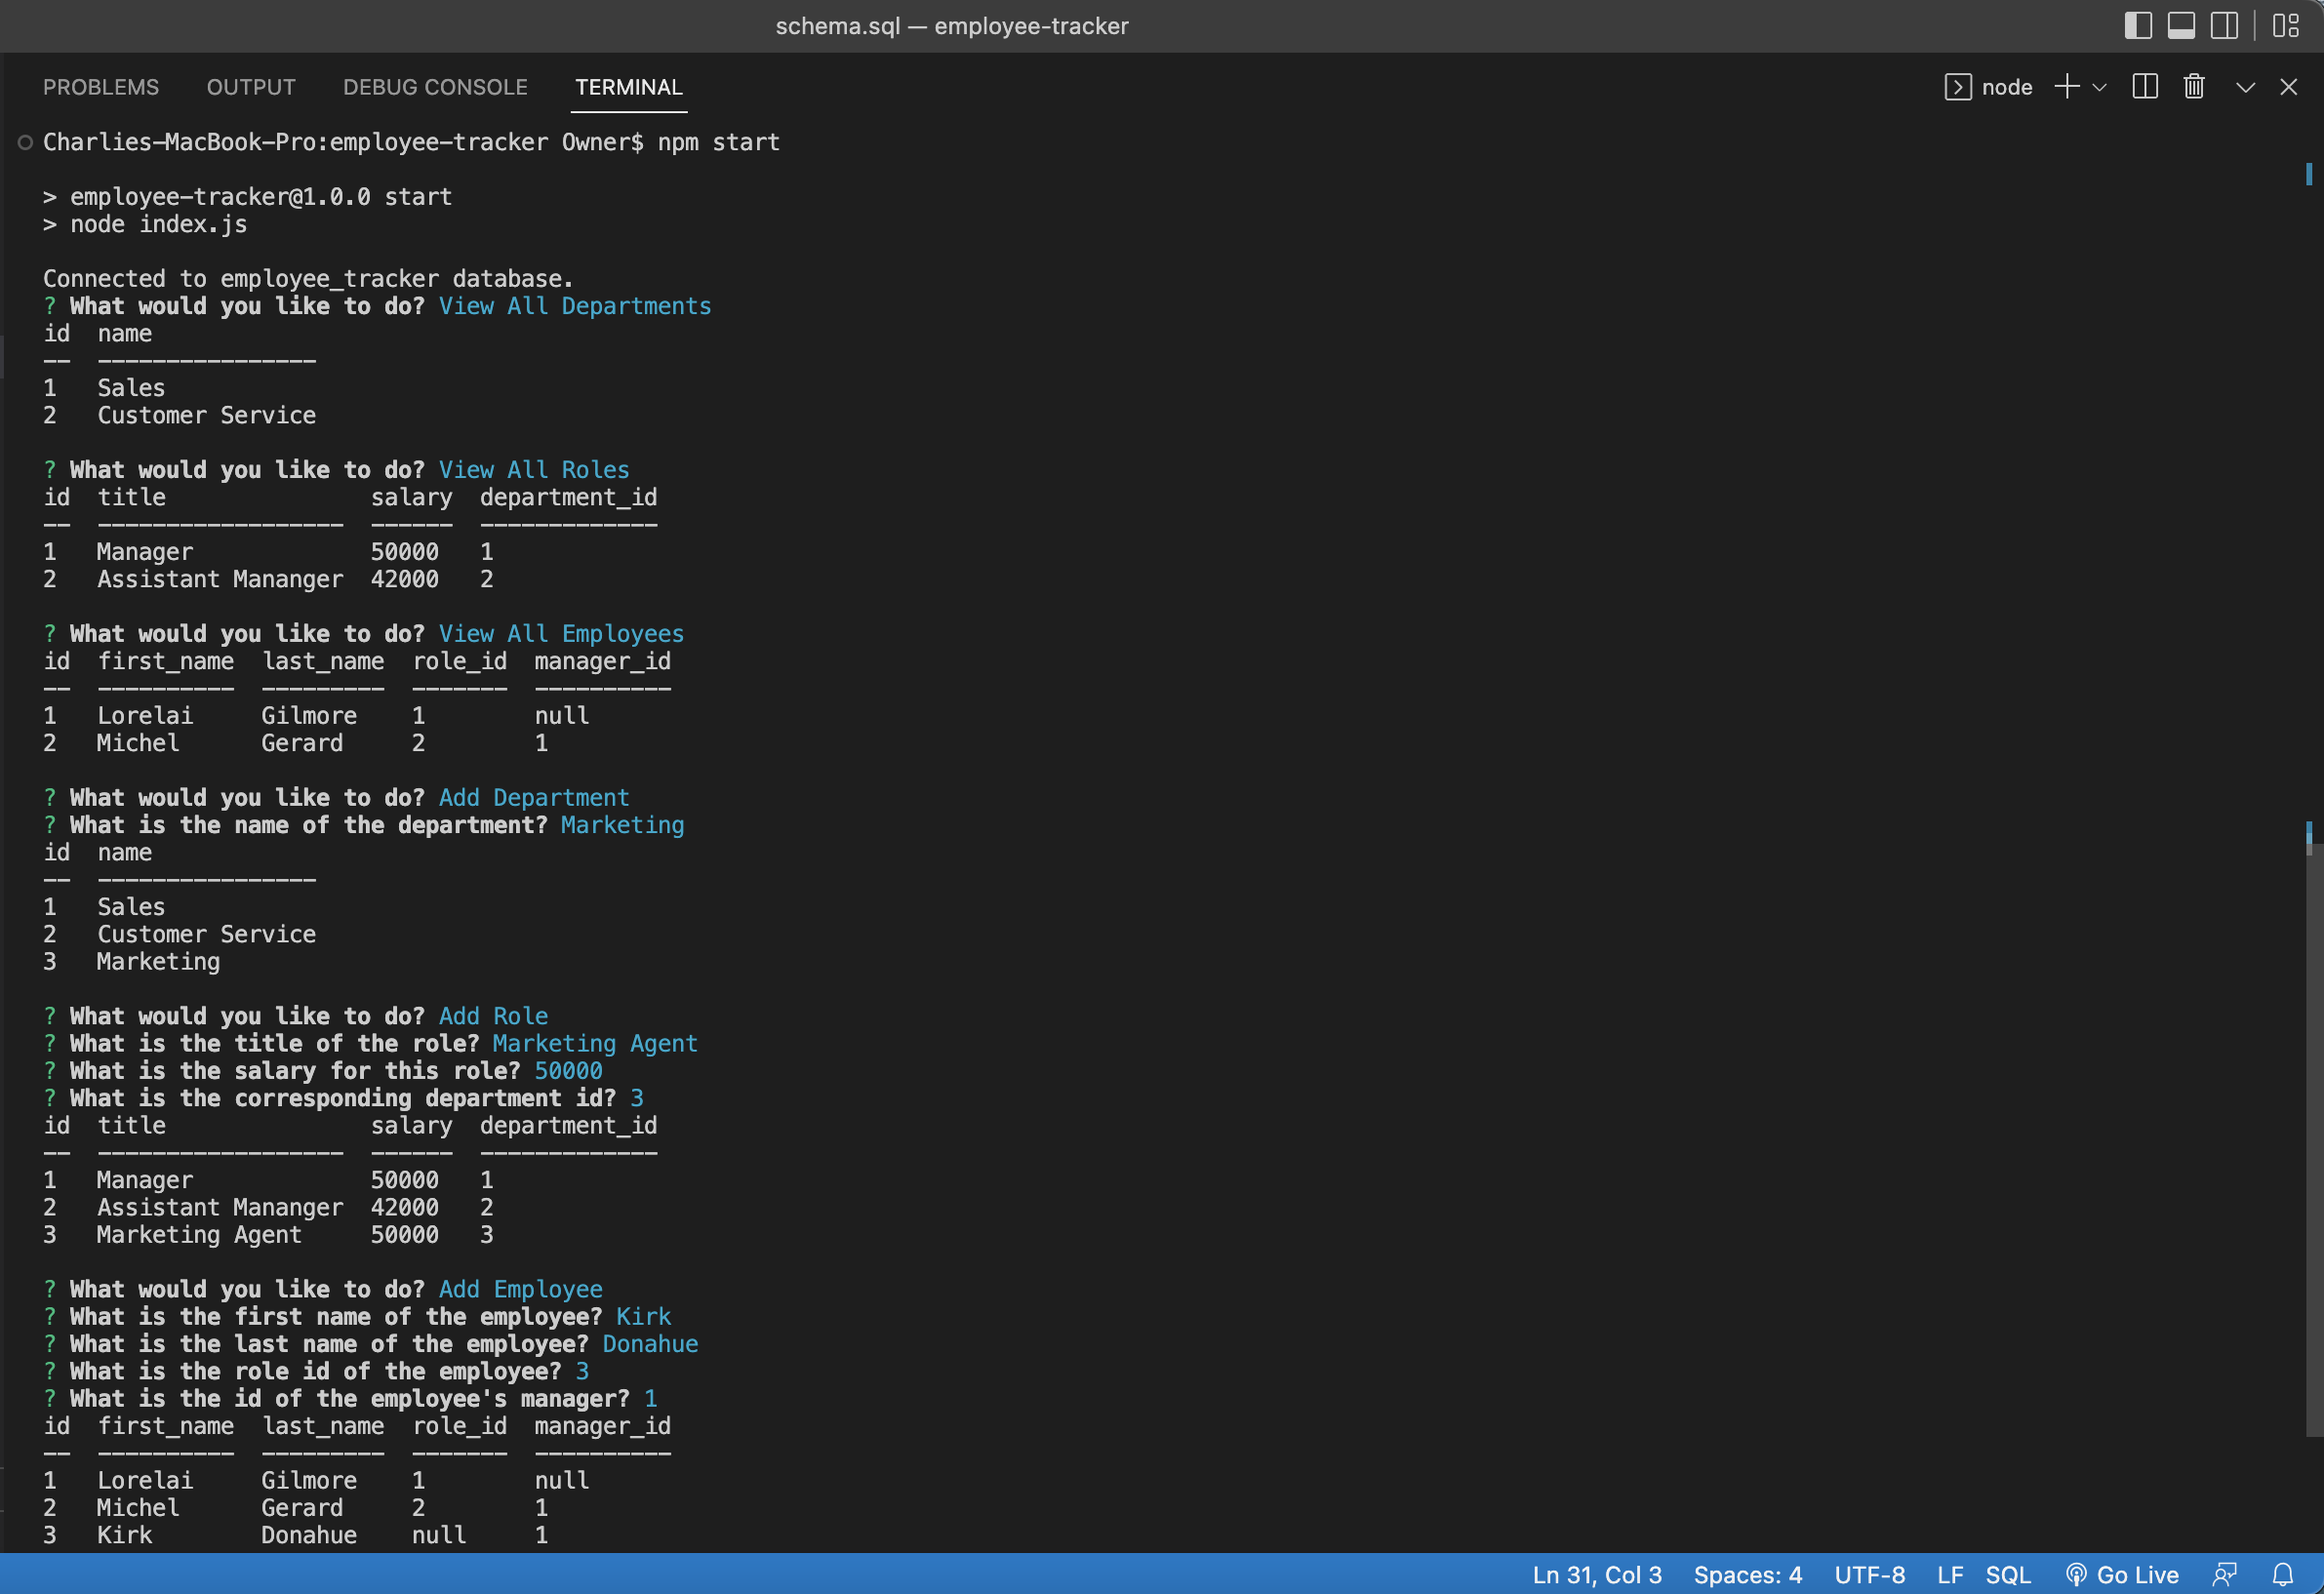 schema.sql — employee-tracker
PROBLEMS OUTPUT DEBUG CONSOLE TERMINAL node
Charlies-MacBook-Pro:employee-tracker Owner$ npm start
> employee-tracker@1.0.0 start
> node index.js
Connected to employee_tracker database.
? What would you like to do? View All Departments
id  name
--  ----------------
1   Sales
2   Customer Service
? What would you like to do? View All Roles
id  title               salary  department_id
--  ------------------  ------  -------------
1   Manager             50000   1
2   Assistant Mananger  42000   2
? What would you like to do? View All Employees
id  first_name  last_name  role_id  manager_id
--  ----------  ---------  -------  ----------
1   Lorelai     Gilmore    1        null
2   Michel      Gerard     2        1
? What would you like to do? Add Department
? What is the name of the department? Marketing
id  name
--  ----------------
1   Sales
2   Customer Service
3   Marketing
? What would you like to do? Add Role
? What is the title of the role? Marketing Agent
? What is the salary for this role? 50000
? What is the corresponding department id? 3
id  title               salary  department_id
--  ------------------  ------  -------------
1   Manager             50000   1
2   Assistant Mananger  42000   2
3   Marketing Agent     50000   3
? What would you like to do? Add Employee
? What is the first name of the employee? Kirk
? What is the last name of the employee? Donahue
? What is the role id of the employee? 3
? What is the id of the employee's manager? 1
id  first_name  last_name  role_id  manager_id
--  ----------  ---------  -------  ----------
1   Lorelai     Gilmore    1        null
2   Michel      Gerard     2        1
3   Kirk        Donahue    null     1
Ln 31, Col 3 Spaces: 4 UTF-8 LF SQL Go Live